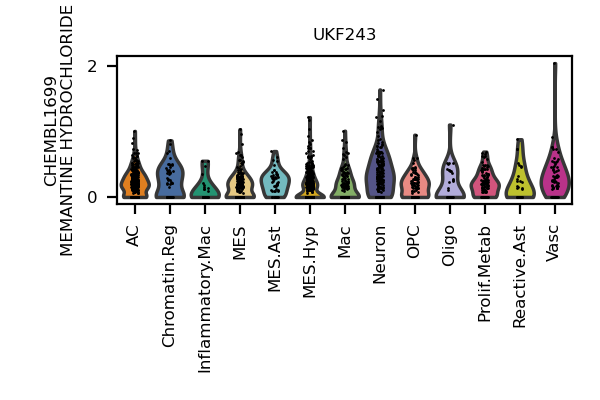 UKF243
CHEMBL1699
MEMANTINE HYDROCHLORIDE
2
0
AC
Chromatin.Reg
Inflammatory.Mac
MES
MES.Ast
MES.Hyp
Mac
Neuron
OPC
Oligo
Prolif.Metab
Reactive.Ast
Vasc